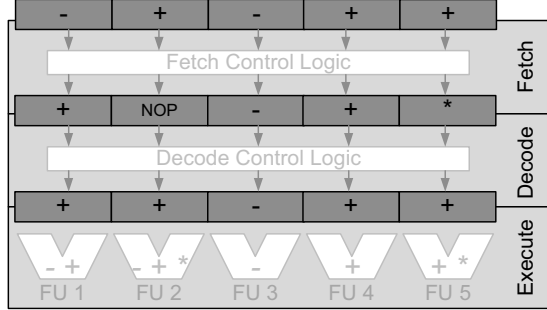 - + - + +
Fetch Control Logic
Fetch
+ NOP - + *
Decode Control Logic
Decode
+ + - + +
Execute
- + - + * - + + *
FU 1 FU 2 FU 3 FU 4 FU 5